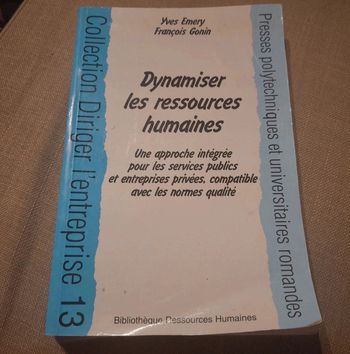 Yves Emery
François Gonin
Dynamiser
les ressources
humaines
Une approche intégrée
pour les services publics
et entreprises privées, compatible
avec les normes qualité
Bibliothèque Ressources Humaines
Collection Diriger l'entreprise 13
Presses polytechniques et universitaires romandes